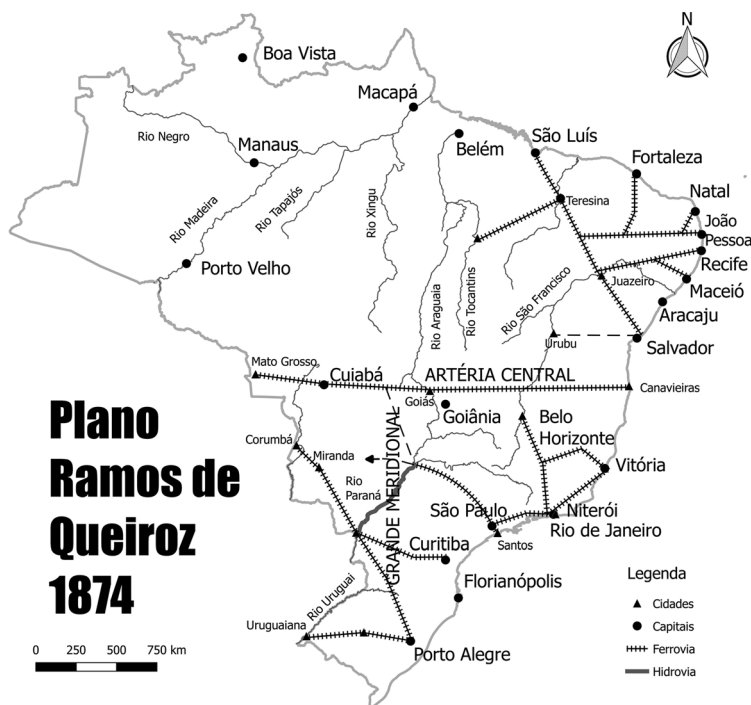 N
Boa Vista
Macapá
Rio Negro
Manaus
Belém
São Luís
Fortaleza
Rio Madeira
Rio Tapajós
Rio Xingu
Teresina
Natal
João
Pessoa
Porto Velho
Recife
Juazeiro
Maceió
Rio Araguaia
Rio Tocantins
Rio São Francisco
Aracaju
Urubu
Salvador
Mato Grosso
Cuiabá
ARTÉRIA CENTRAL
Canavieiras
Goiás
Goiânia
Belo
Horizonte
Plano
Ramos de
Queiroz
1874
Corumbá
Miranda
GRANDE MERIDIONAL
Vitória
Rio
Paraná
São Paulo
Niterói
Rio de Janeiro
Santos
Curitiba
Florianópolis
Rio Uruguai
Uruguaiana
Porto Alegre
Legenda
Cidades
Capitais
Ferrovia
Hidrovia
0 250 500 750 km